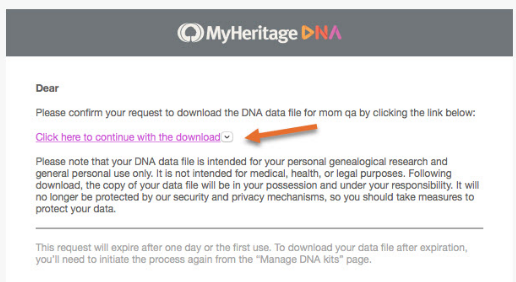 MyHeritage DNA
Dear
Please confirm your request to download the DNA data file for mom qa by clicking the link below:
Click here to continue with the download
Please note that your DNA data file is intended for your personal genealogical research and
general personal use only. It is not intended for medical, health, or legal purposes. Following
download, the copy of your data file will be in your possession and under your responsibility. It will
no longer be protected by our security and privacy mechanisms, so you should take measures to
protect your data.
This request will expire after one day or the first use. To download your data file after expiration,
you'll need to initiate the process again from the “Manage DNA kits” page.